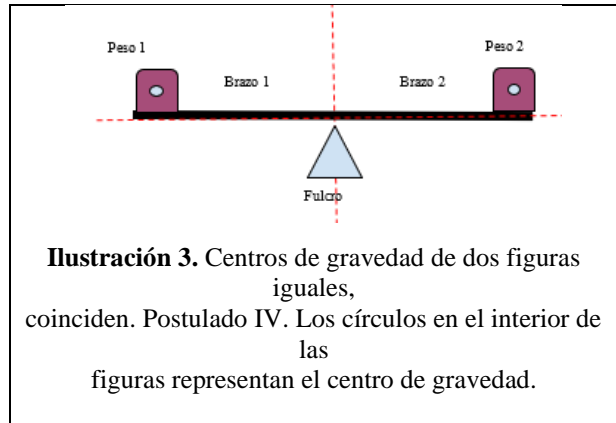 Peso 1
Peso 2
Brazo 1
Brazo 2
Fulcro
Ilustración 3. Centros de gravedad de dos figuras
iguales,
coinciden. Postulado IV. Los círculos en el interior de
las
figuras representan el centro de gravedad.